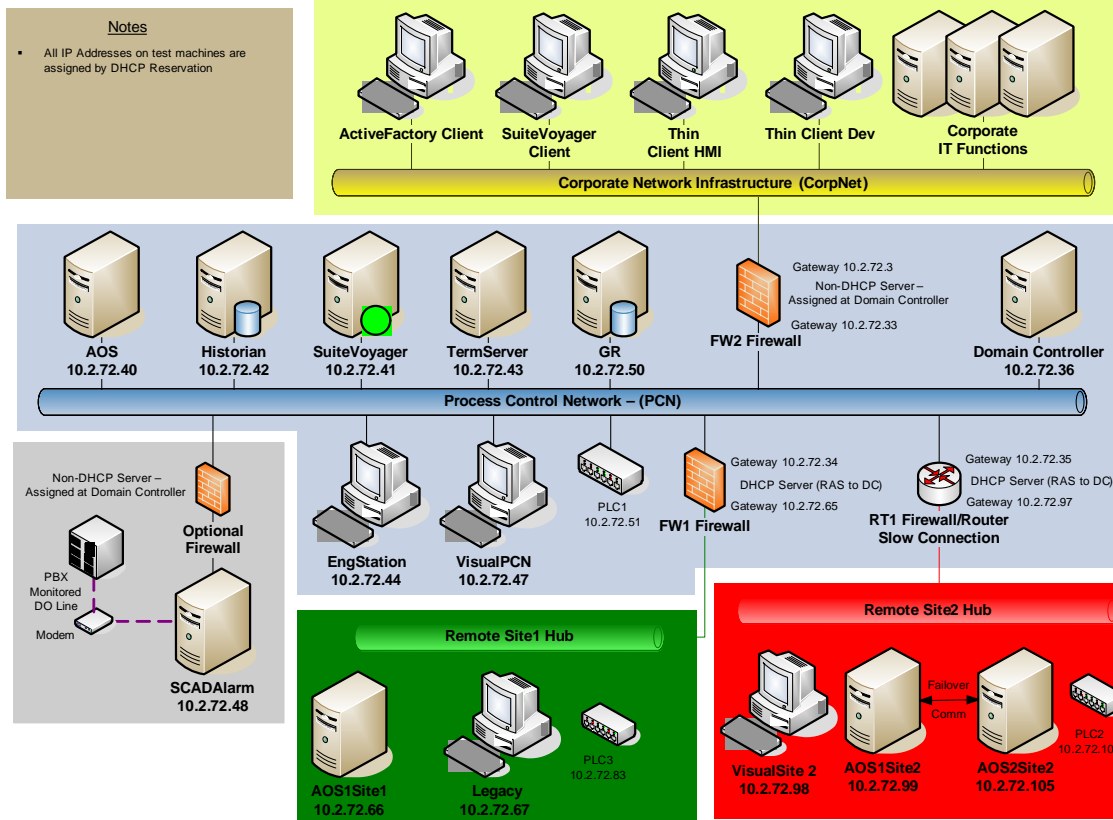 Notes
▪ All IP Addresses on test machines are
assigned by DHCP Reservation
ActiveFactory Client
SuiteVoyager
Client
Thin
Client HMI
Thin Client Dev
Corporate
IT Functions
Corporate Network Infrastructure (CorpNet)
AOS
10.2.72.40
Historian
10.2.72.42
SuiteVoyager
10.2.72.41
TermServer
10.2.72.43
GR
10.2.72.50
Gateway 10.2.72.3
Non-DHCP Server –
Assigned at Domain Controller
Gateway 10.2.72.33
FW2 Firewall
Domain Controller
10.2.72.36
Process Control Network – (PCN)
Non-DHCP Server –
Assigned at Domain Controller
Optional
Firewall
PBX
Monitored
DO Line
Modem
SCADAlarm
10.2.72.48
EngStation
10.2.72.44
VisualPCN
10.2.72.47
PLC1
10.2.72.51
Gateway 10.2.72.34
DHCP Server (RAS to DC)
Gateway 10.2.72.65
FW1 Firewall
Gateway 10.2.72.35
DHCP Server (RAS to DC)
Gateway 10.2.72.97
RT1 Firewall/Router
Slow Connection
Remote Site1 Hub
AOS1Site1
10.2.72.66
Legacy
10.2.72.67
PLC3
10.2.72.83
Remote Site2 Hub
VisualSite 2
10.2.72.98
AOS1Site2
10.2.72.99
Failover
Comm
AOS2Site2
10.2.72.105
PLC2